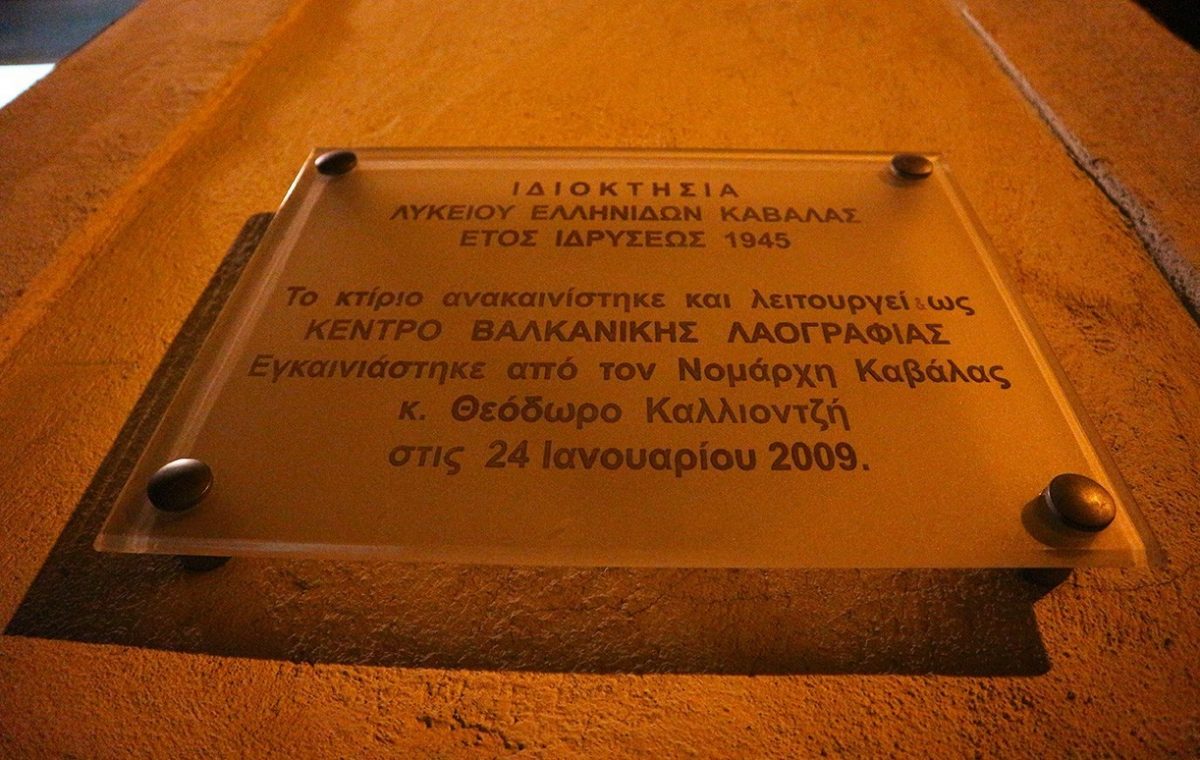 ΙΔΙΟΚΤΗΣΙΑ
ΛΥΚΕΙΟΥ ΕΛΛΗΝΙΔΩΝ ΚΑΒΑΛΑΣ
ΕΤΟΣ ΙΔΡΥΣΕΩΣ 1945
Το κτίριο ανακαινίστηκε και λειτουργεί ως
ΚΕΝΤΡΟ ΒΑΛΚΑΝΙΚΗΣ ΛΑΟΓΡΑΦΙΑΣ
Εγκαινιάστηκε από τον Νομάρχη Καβάλας
κ. Θεόδωρο Καλλιοντζή
στις 24 Ιανουαρίου 2009.